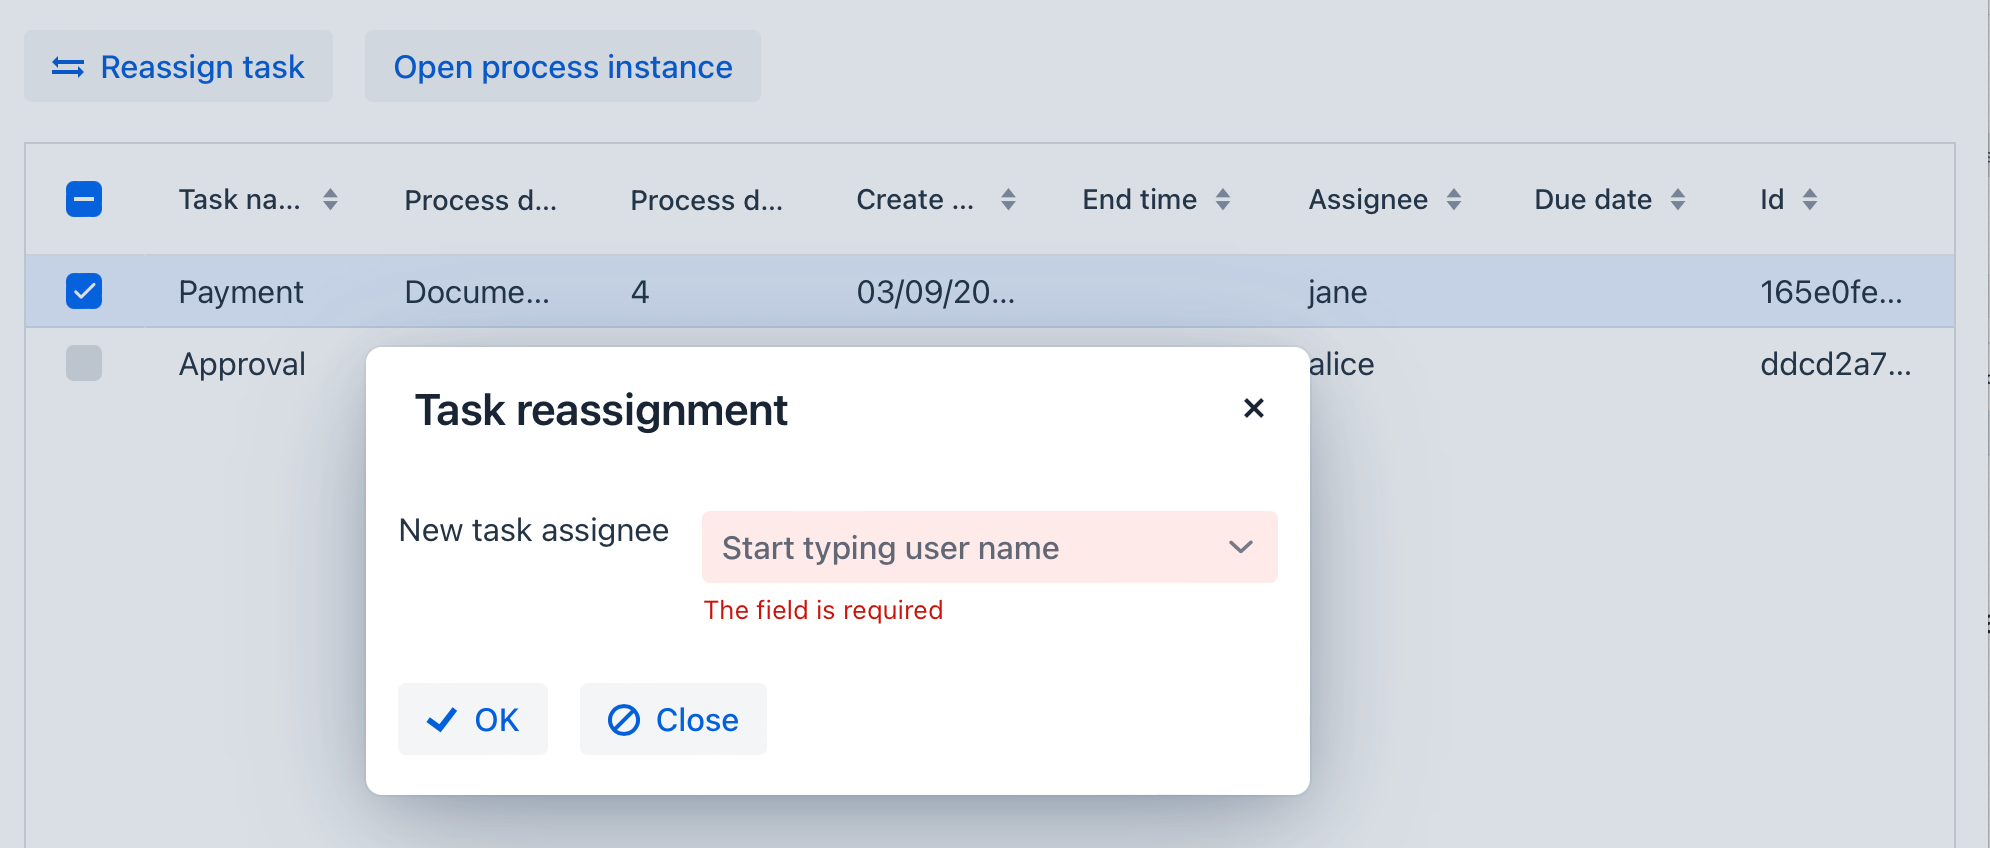 Reassign task
Open process instance
Task na... Process d... Process d... Create ... End time Assignee Due date Id
Payment Docume... 4 03/09/20... jane 165e0fe...
Approval alice ddcd2a7...
Task reassignment
New task assignee
Start typing user name
The field is required
OK
Close